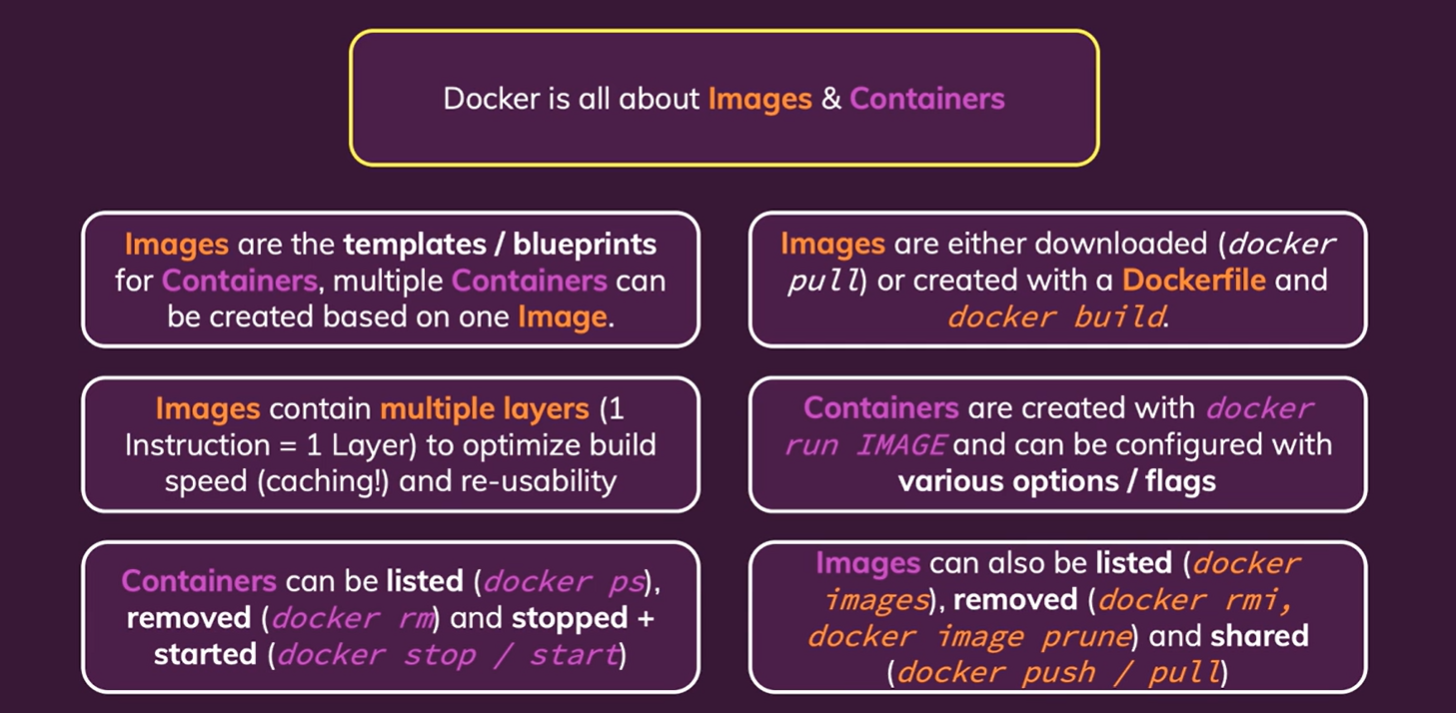 Docker is all about Images & Containers
Images are the templates / blueprints
for Containers, multiple Containers can
be created based on one Image.
Images are either downloaded (docker
pull) or created with a Dockerfile and
docker build.
Images contain multiple layers (1
Instruction = 1 Layer) to optimize build
speed (caching!) and re-usability
Containers are created with docker
run IMAGE and can be configured with
various options / flags
Containers can be listed (docker ps),
removed (docker rm) and stopped +
started (docker stop / start)
Images can also be listed (docker
images), removed (docker rmi,
docker image prune) and shared
(docker push / pull)